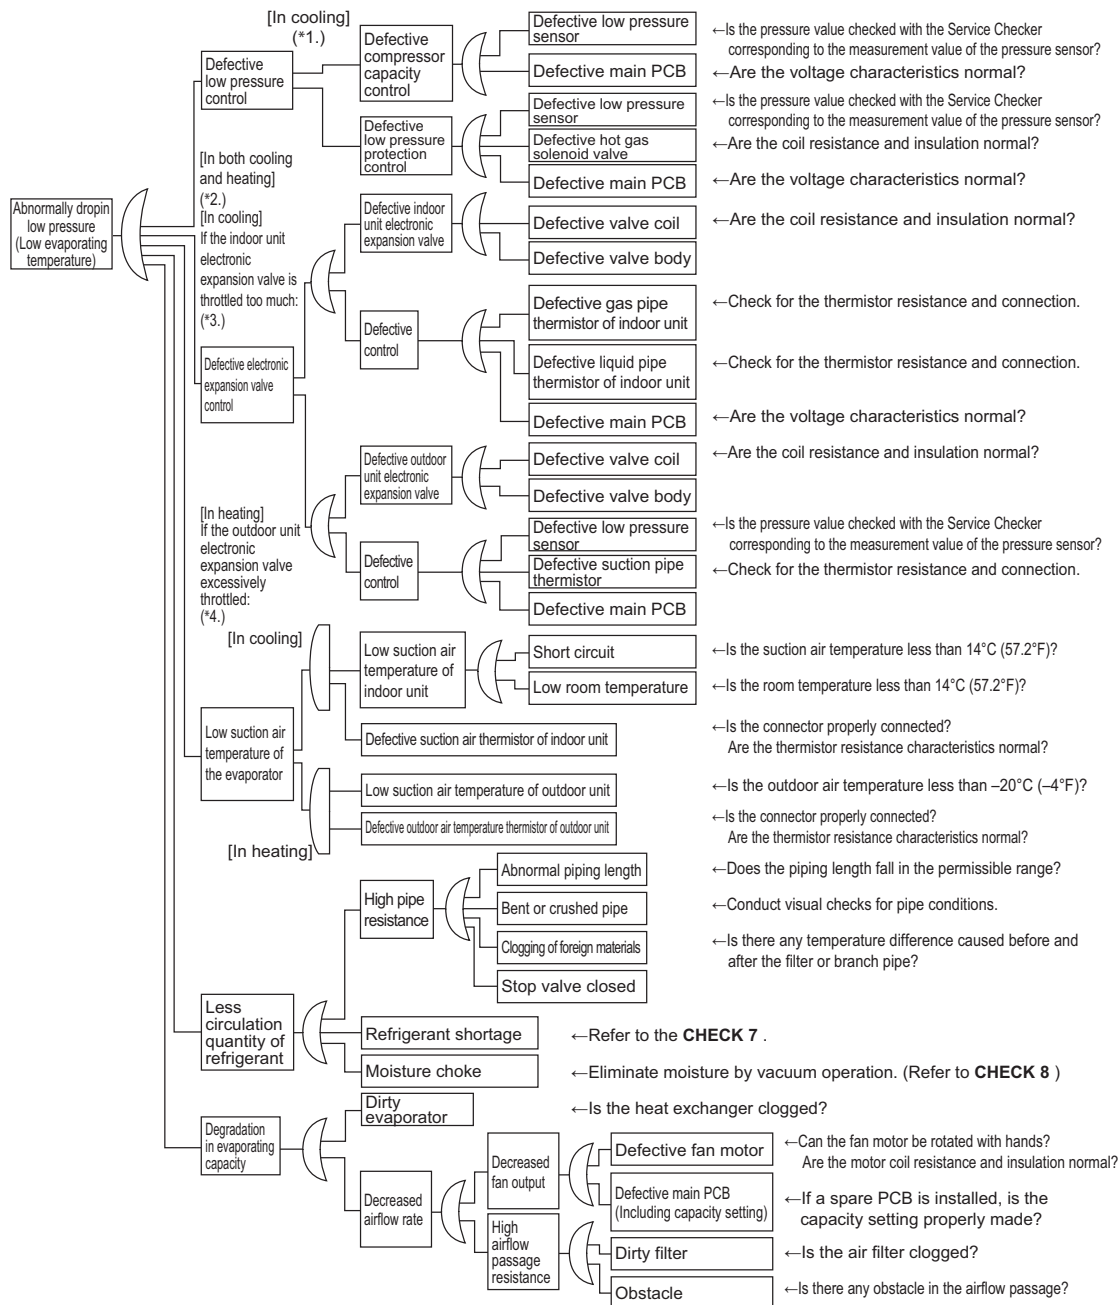 [In cooling]
(*1.)
Defective low pressure
sensor
←Is the pressure value checked with the Service Checker
corresponding to the measurement value of the pressure sensor?
Defective
compressor
capacity
control
Defective
low pressure
control
Defective main PCB
←Are the voltage characteristics normal?
Defective low pressure
sensor
←Is the pressure value checked with the Service Checker
corresponding to the measurement value of the pressure sensor?
Defective
low pressure
protection
control
Defective hot gas
solenoid valve
←Are the coil resistance and insulation normal?
Defective main PCB
←Are the voltage characteristics normal?
[In both cooling
and heating]
(*2.)
Abnormally dropin
low pressure
(Low evaporating
temperature)
[In cooling]
If the indoor unit
electronic
expansion valve is
throttled too much:
(*3.)
Defective indoor
unit electronic
expansion valve
Defective valve coil
←Are the coil resistance and insulation normal?
Defective valve body
Defective
control
Defective gas pipe
thermistor of indoor unit
←Check for the thermistor resistance and connection.
Defective liquid pipe
thermistor of indoor unit
←Check for the thermistor resistance and connection.
Defective main PCB
←Are the voltage characteristics normal?
Defective electronic
expansion valve
control
Defective outdoor
unit electronic
expansion valve
Defective valve coil
←Are the coil resistance and insulation normal?
Defective valve body
[In heating]
If the outdoor unit
electronic
expansion valve
excessively
throttled:
(*4.)
Defective
control
Defective low pressure
sensor
←Is the pressure value checked with the Service Checker
corresponding to the measurement value of the pressure sensor?
Defective suction pipe
thermistor
←Check for the thermistor resistance and connection.
Defective main PCB
[In cooling]
Low suction air
temperature of
indoor unit
Short circuit
←Is the suction air temperature less than 14°C (57.2°F)?
Low room temperature
←Is the room temperature less than 14°C (57.2°F)?
Low suction air
temperature of
the evaporator
Defective suction air thermistor of indoor unit
←Is the connector properly connected?
Are the thermistor resistance characteristics normal?
Low suction air temperature of outdoor unit
←Is the outdoor air temperature less than –20°C (–4°F)?
Defective outdoor air temperature thermistor of outdoor unit
←Is the connector properly connected?
Are the thermistor resistance characteristics normal?
[In heating]
High pipe
resistance
Abnormal piping length
←Does the piping length fall in the permissible range?
Bent or crushed pipe
←Conduct visual checks for pipe conditions.
Clogging of foreign materials
←Is there any temperature difference caused before and
after the filter or branch pipe?
Stop valve closed
Less
circulation
quantity of
refrigerant
Refrigerant shortage
←Refer to the CHECK 7 .
Moisture choke
←Eliminate moisture by vacuum operation. (Refer to CHECK 8 )
Degradation
in evaporating
capacity
Dirty
evaporator
←Is the heat exchanger clogged?
Decreased
airflow rate
Decreased
fan output
Defective fan motor
←Can the fan motor be rotated with hands?
Are the motor coil resistance and insulation normal?
Defective main PCB
(Including capacity setting)
←If a spare PCB is installed, is the
capacity setting properly made?
High
airflow
passage
resistance
Dirty filter
←Is the air filter clogged?
Obstacle
←Is there any obstacle in the airflow passage?